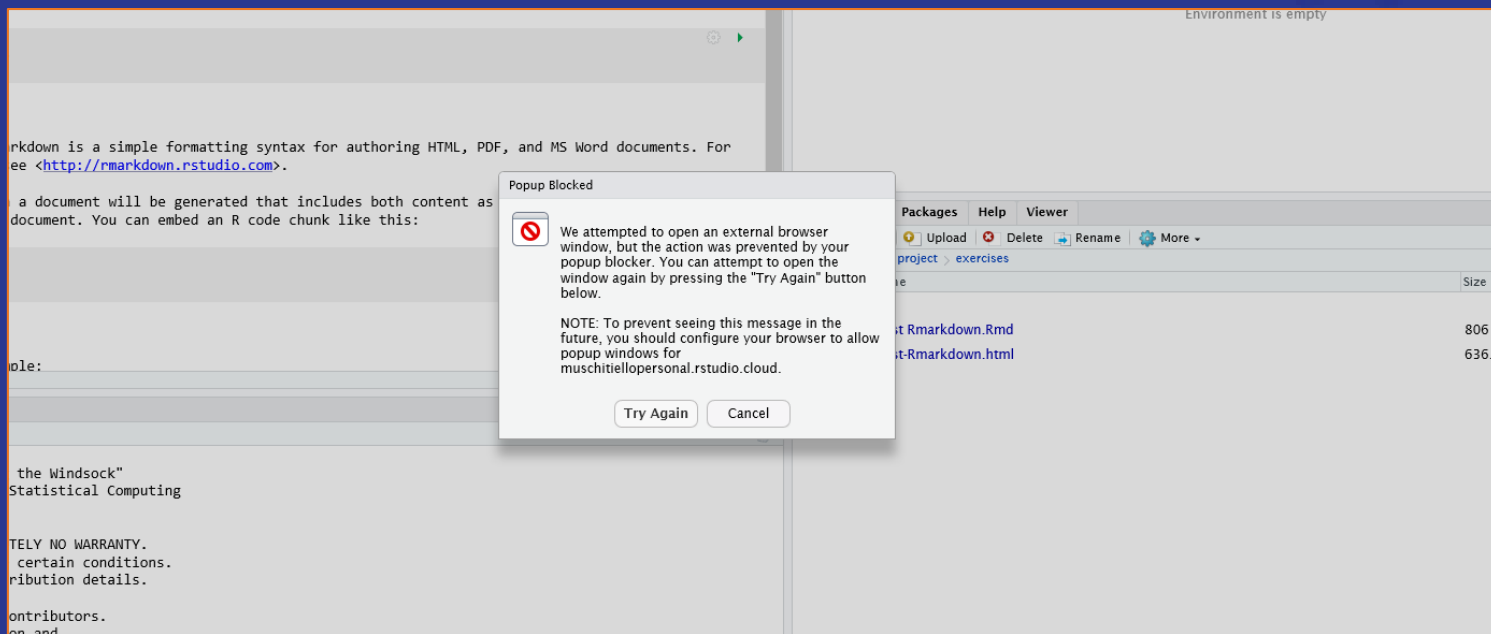 Environment is empty
rkdown is a simple formatting syntax for authoring HTML, PDF, and MS Word documents. For
ee <http://rmarkdown.rstudio.com>.
a document will be generated that includes both content as
document. You can embed an R code chunk like this:
ple:
the Windsock"
Statistical Computing
TELY NO WARRANTY.
certain conditions.
ribution details.
ontributors.
on and
Popup Blocked
We attempted to open an external browser
window, but the action was prevented by your
popup blocker. You can attempt to open the
window again by pressing the "Try Again" button
below.
NOTE: To prevent seeing this message in the
future, you should configure your browser to allow
popup windows for
muschitiellopersonal.rstudio.cloud.
Try Again Cancel
Packages Help Viewer
Upload Delete Rename More
project > exercises
e Size
st Rmarkdown.Rmd 806
st-Rmarkdown.html 636.